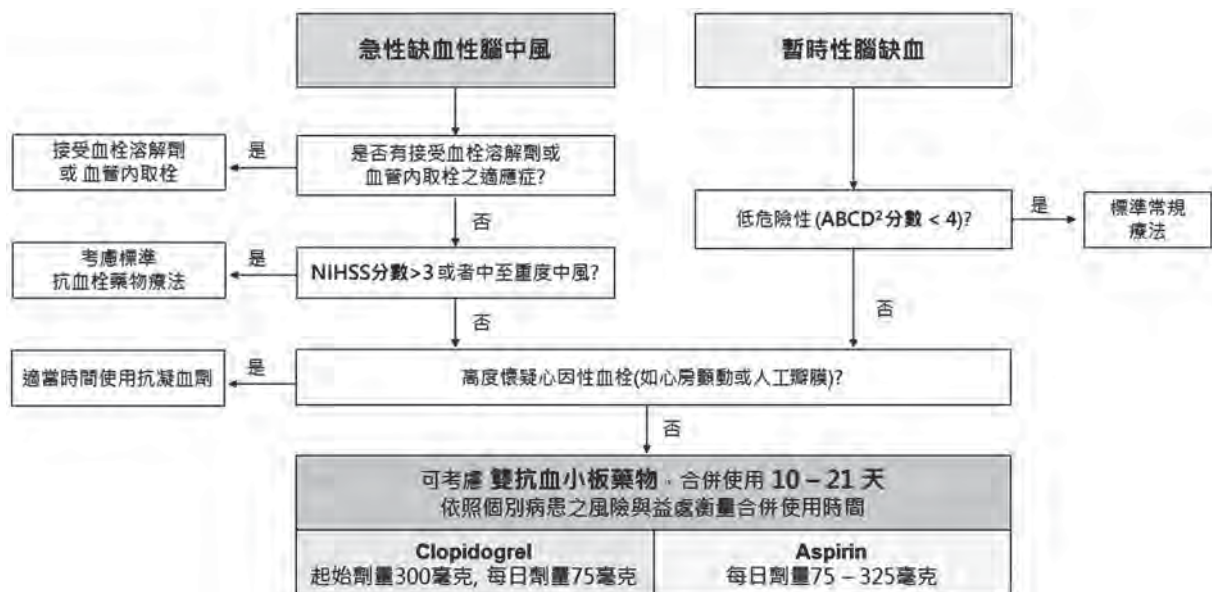 急性缺血性腦中風
暫時性腦缺血
接受血栓溶解劑
或 血管內取栓
是
是否有接受血栓溶解劑或
血管內取栓之適應症?
否
低危險性 (ABCD²分數 < 4)?
是
標準常規
療法
考慮標準
抗血栓藥物療法
是
NIHSS分數>3 或者中至重度中風?
否
否
適當時間使用抗凝血劑
是
高度懷疑心因性血栓(如心房顫動或人工瓣膜)?
否
可考慮 雙抗血小板藥物,合併使用 10 – 21 天
依照個別病患之風險與益處衡量合併使用時間
Clopidogrel
起始劑量300毫克, 每日劑量75毫克
Aspirin
每日劑量75 – 325毫克